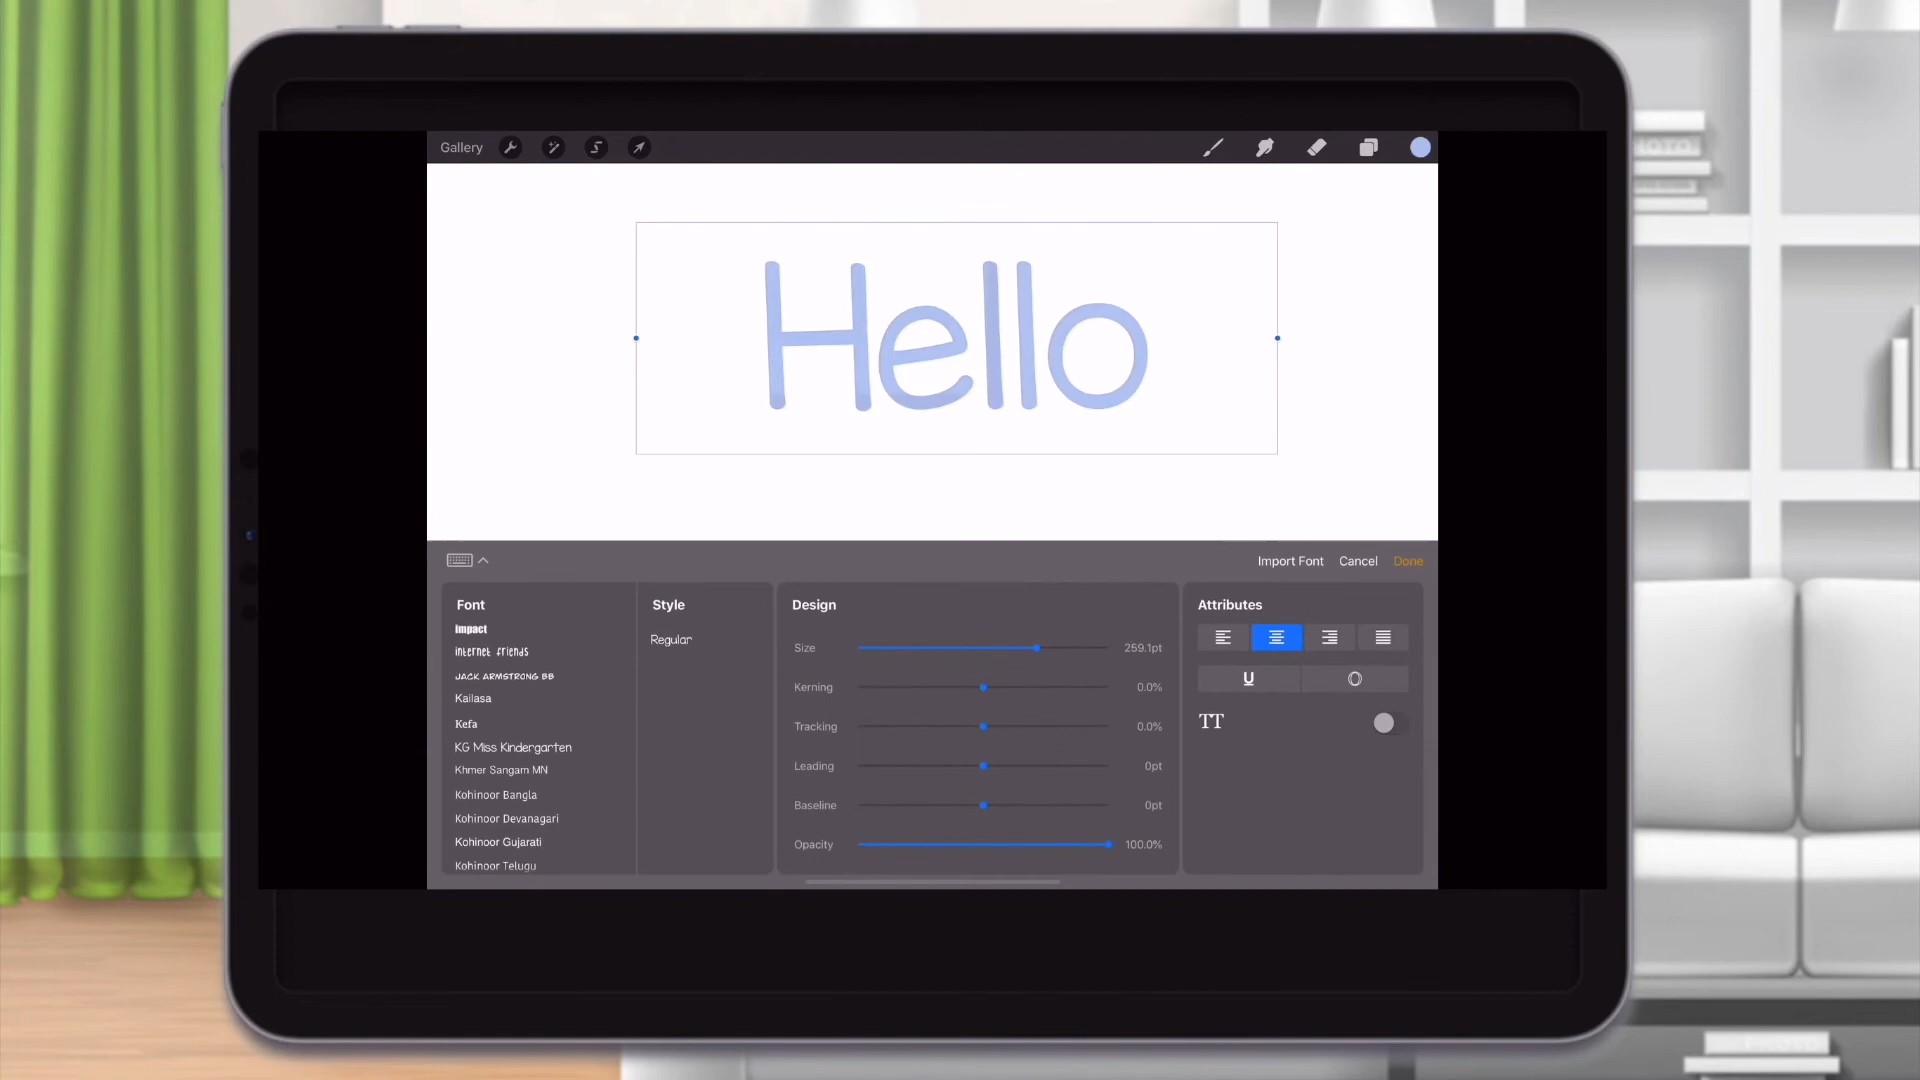 Gallery
Hello
Import Font Cancel Done
Font
Impact
internet friends
JACK ARMSTRONG BB
Kailasa
Kefa
KG Miss Kindergarten
Khmer Sangam MN
Kohinoor Bangla
Kohinoor Devanagari
Kohinoor Gujarati
Kohinoor Telugu
Style
Regular
Design
Size 259.1pt
Kerning 0.0%
Tracking 0.0%
Leading 0pt
Baseline 0pt
Opacity 100.0%
Attributes
U O
TT